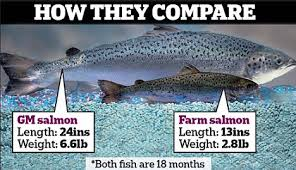 HOW THEY COMPARE
GM salmon
Length: 24ins
Weight: 6.6lb
Farm salmon
Length: 13ins
Weight: 2.8lb
*Both fish are 18 months